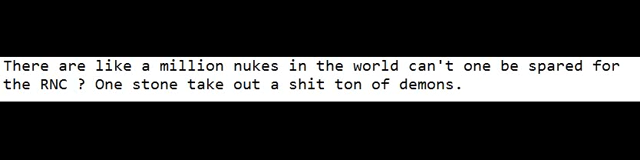 There are like a million nukes in the world can't one be spared for
the RNC ? One stone take out a shit ton of demons.